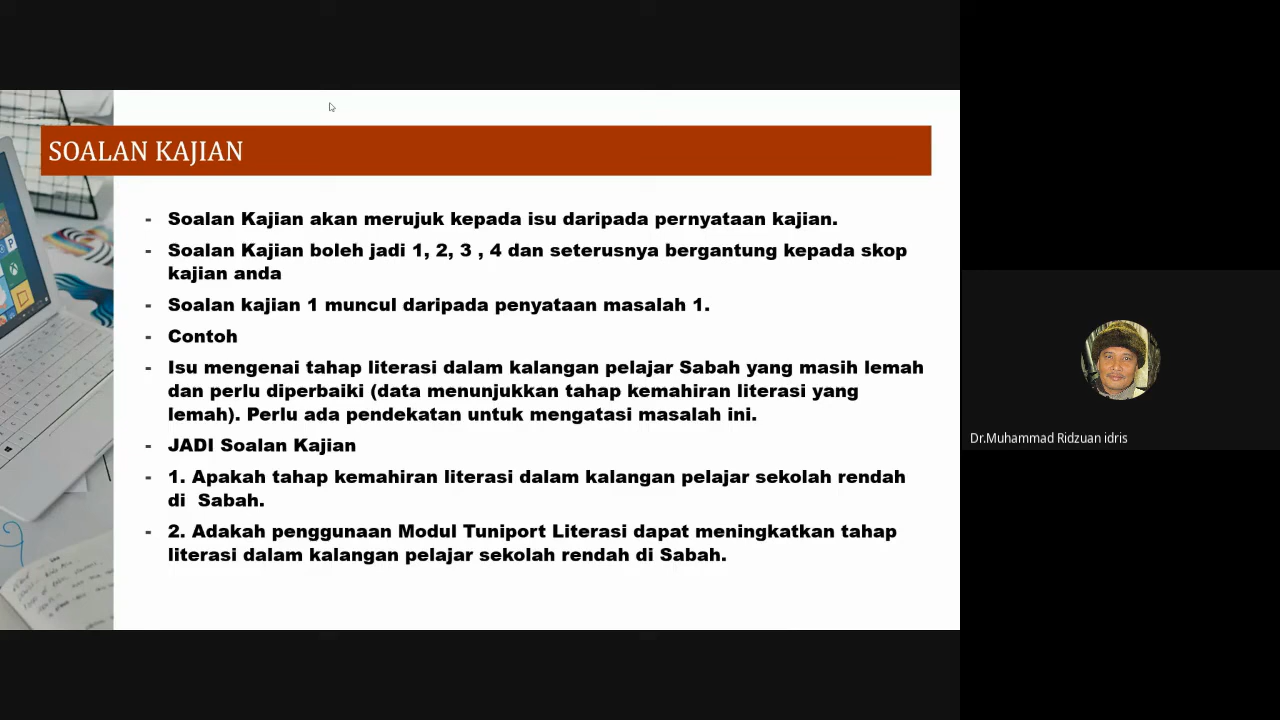 SOALAN KAJIAN
- Soalan Kajian akan merujuk kepada isu daripada pernyataan kajian.
- Soalan Kajian boleh jadi 1, 2, 3 , 4 dan seterusnya bergantung kepada skop
kajian anda
- Soalan kajian 1 muncul daripada penyataan masalah 1.
- Contoh
- Isu mengenai tahap literasi dalam kalangan pelajar Sabah yang masih lemah
dan perlu diperbaiki (data menunjukkan tahap kemahiran literasi yang
lemah). Perlu ada pendekatan untuk mengatasi masalah ini.
- JADI Soalan Kajian
- 1. Apakah tahap kemahiran literasi dalam kalangan pelajar sekolah rendah
di  Sabah.
- 2. Adakah penggunaan Modul Tuniport Literasi dapat meningkatkan tahap
literasi dalam kalangan pelajar sekolah rendah di Sabah.
Dr.Muhammad Ridzuan idris